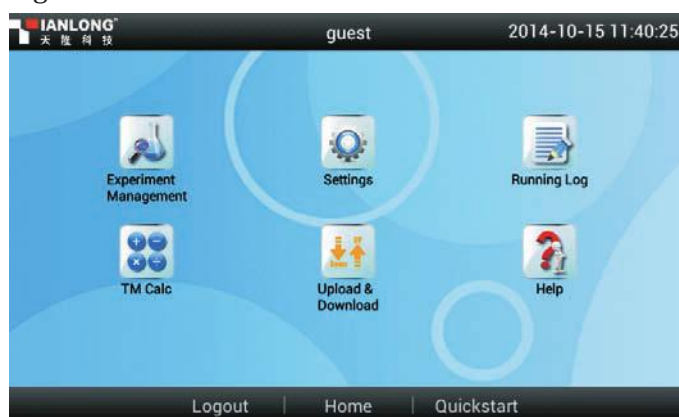 TIANLONG
天隆科技
guest
2014-10-15 11:40:25
Experiment
Management
Settings
Running Log
TM Calc
Upload &
Download
Help
Logout | Home | Quickstart